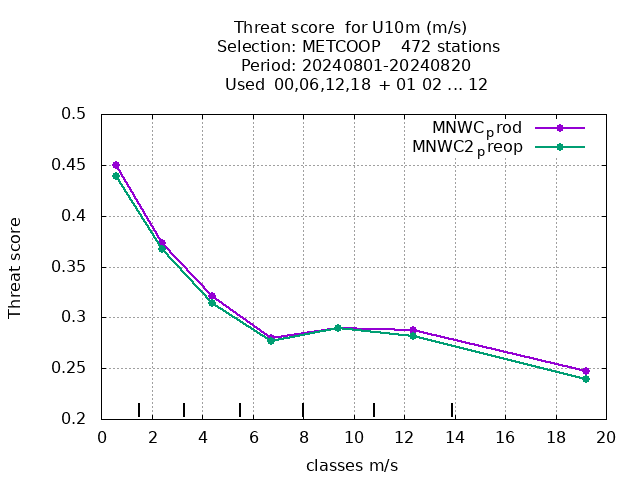 Threat score  for U10m (m/s)
Selection: METCOOP    472 stations
Period: 20240801-20240820
Used  00,06,12,18 + 01 02 ... 12
MNWCprod
MNWC2preop
0.5
0.45
0.4
0.35
0.3
0.25
0.2
Threat score
0 2 4 6 8 10 12 14 16 18 20
classes m/s